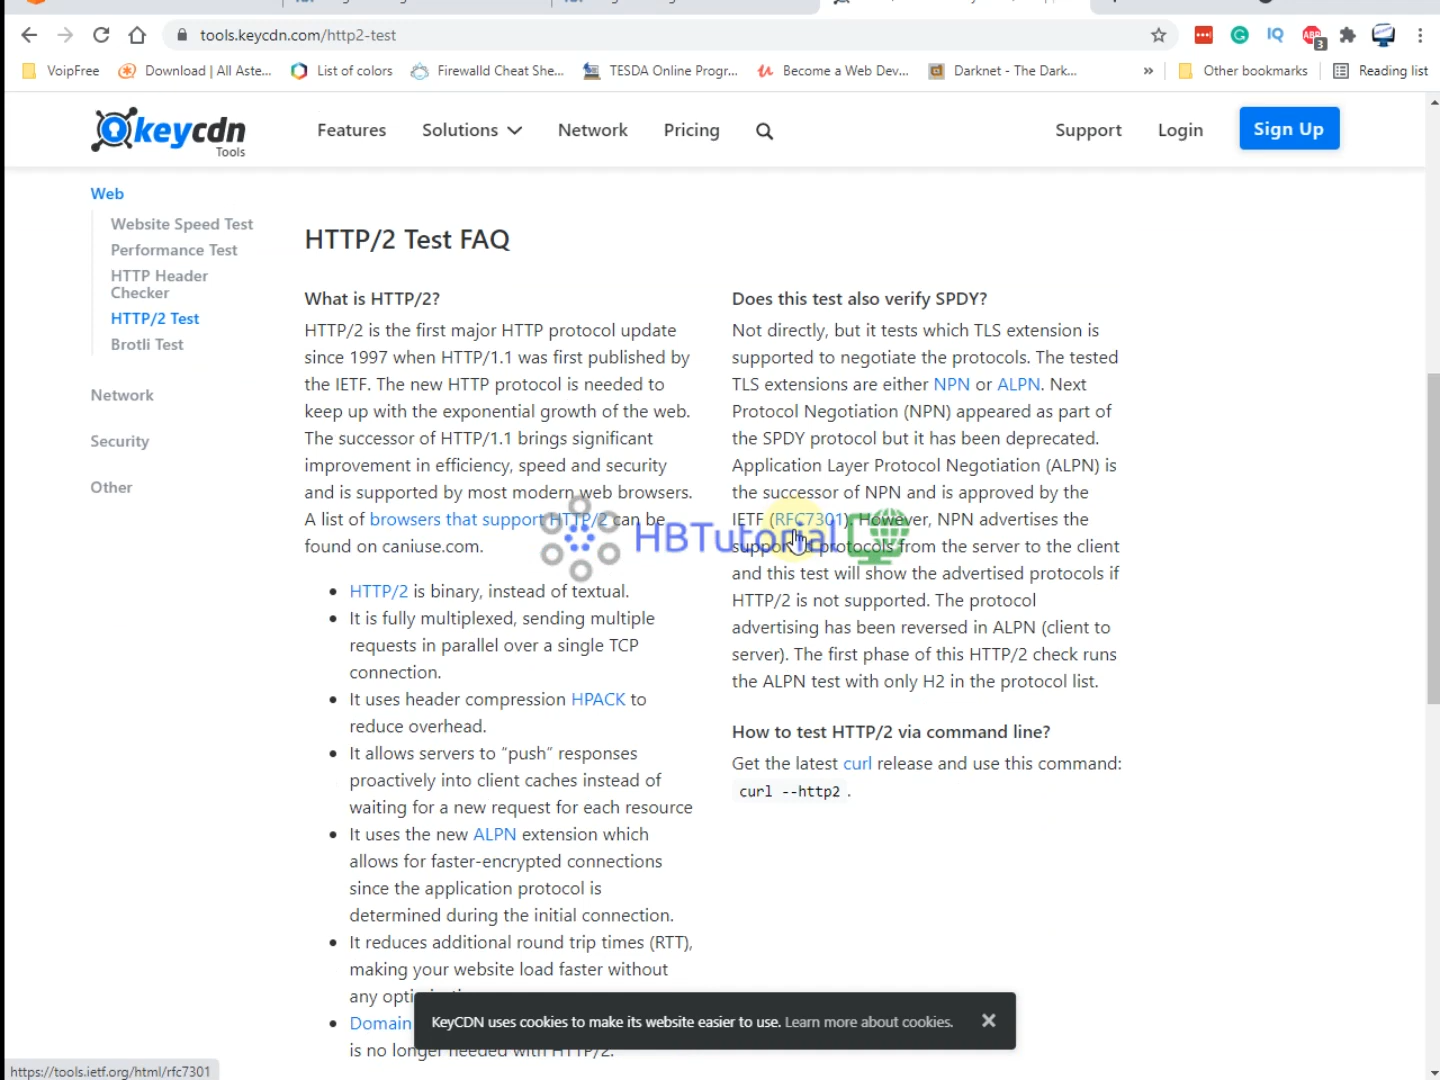 tools.keycdn.com/http2-test
3
VoipFree
Download | All Aste...
List of colors
Firewalld Cheat She...
TESDA Online Progr...
Become a Web Dev...
Darknet - The Dark...
»
Other bookmarks
Reading list
keycdn
Tools
Features
Solutions
Network
Pricing
Support
Login
Sign Up
Web
Website Speed Test
Performance Test
HTTP Header
Checker
HTTP/2 Test
Brotli Test
Network
Security
Other
HTTP/2 Test FAQ
What is HTTP/2?
HTTP/2 is the first major HTTP protocol update
since 1997 when HTTP/1.1 was first published by
the IETF. The new HTTP protocol is needed to
keep up with the exponential growth of the web.
The successor of HTTP/1.1 brings significant
improvement in efficiency, speed and security
and is supported by most modern web browsers.
A list of browsers that support HTTP/2 can be
found on caniuse.com.
• HTTP/2 is binary, instead of textual.
• It is fully multiplexed, sending multiple
requests in parallel over a single TCP
connection.
• It uses header compression HPACK to
reduce overhead.
• It allows servers to “push” responses
proactively into client caches instead of
waiting for a new request for each resource
• It uses the new ALPN extension which
allows for faster-encrypted connections
since the application protocol is
determined during the initial connection.
• It reduces additional round trip times (RTT),
making your website load faster without
any
• Domain
is no longer needed with HTTP/2.
Does this test also verify SPDY?
Not directly, but it tests which TLS extension is
supported to negotiate the protocols. The tested
TLS extensions are either NPN or ALPN. Next
Protocol Negotiation (NPN) appeared as part of
the SPDY protocol but it has been deprecated.
Application Layer Protocol Negotiation (ALPN) is
the successor of NPN and is approved by the
IETF (RFC7301). However, NPN advertises the
supported protocols from the server to the client
and this test will show the advertised protocols if
HTTP/2 is not supported. The protocol
advertising has been reversed in ALPN (client to
server). The first phase of this HTTP/2 check runs
the ALPN test with only H2 in the protocol list.
How to test HTTP/2 via command line?
Get the latest curl release and use this command:
curl --http2 .
HBTutorial
KeyCDN uses cookies to make its website easier to use. Learn more about cookies.
https://tools.ietf.org/html/rfc7301